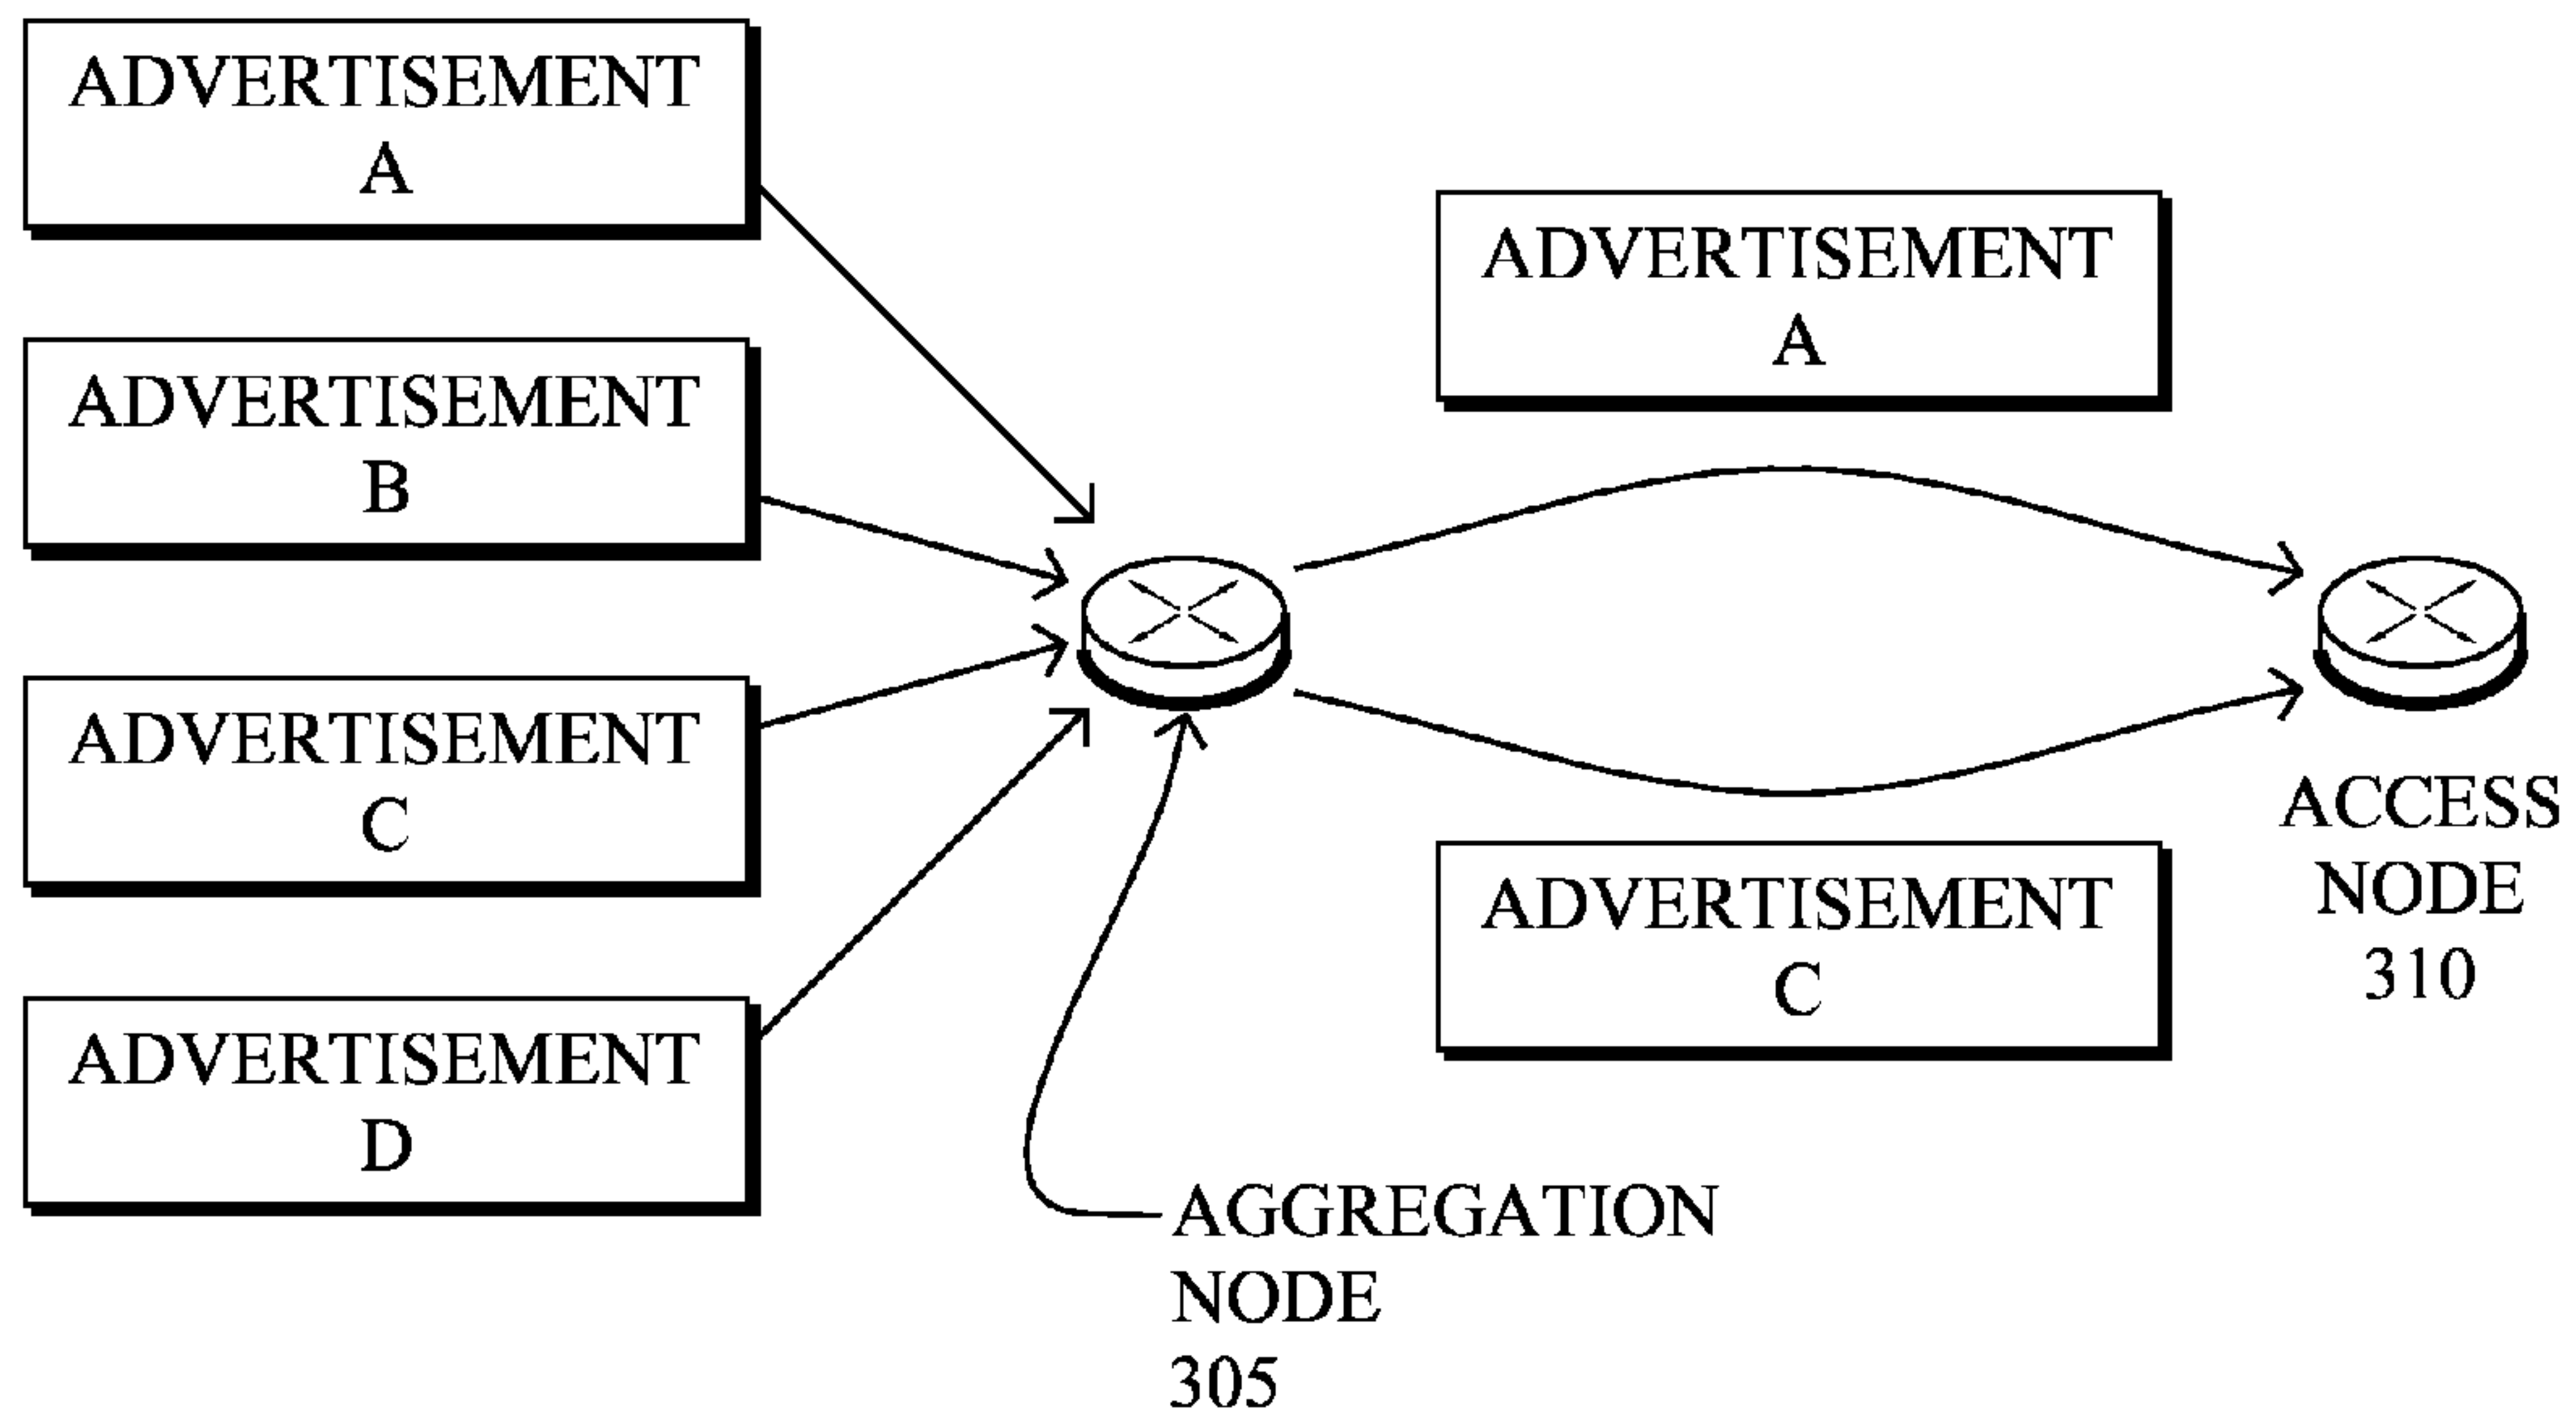 ADVERTISEMENT
A
ADVERTISEMENT
B
ADVERTISEMENT
C
ADVERTISEMENT
D
ADVERTISEMENT
A
ADVERTISEMENT
C
ACCESS
NODE
310
AGGREGATION
NODE
305